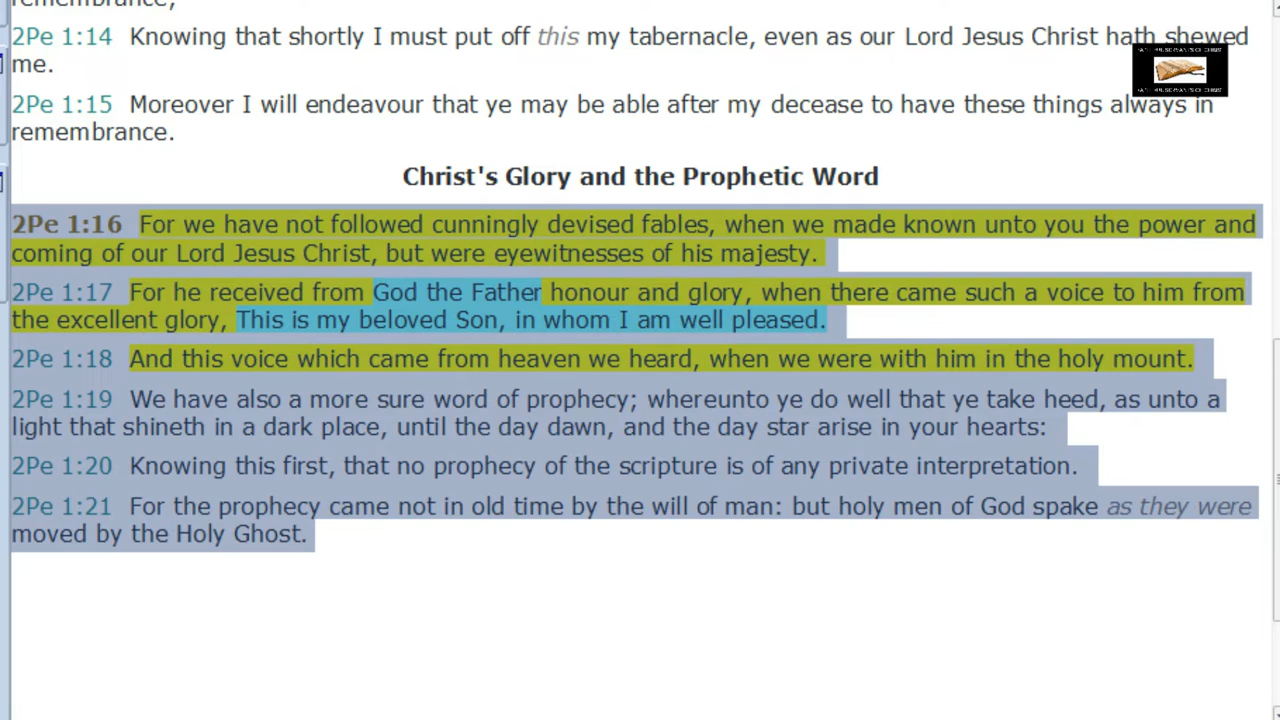 remembrance;
2Pe 1:14 Knowing that shortly I must put off this my tabernacle, even as our Lord Jesus Christ hath shewed
me.
2Pe 1:15 Moreover I will endeavour that ye may be able after my decease to have these things always in
remembrance.
Christ's Glory and the Prophetic Word
2Pe 1:16 For we have not followed cunningly devised fables, when we made known unto you the power and
coming of our Lord Jesus Christ, but were eyewitnesses of his majesty.
2Pe 1:17 For he received from God the Father honour and glory, when there came such a voice to him from
the excellent glory, This is my beloved Son, in whom I am well pleased.
2Pe 1:18 And this voice which came from heaven we heard, when we were with him in the holy mount.
2Pe 1:19 We have also a more sure word of prophecy; whereunto ye do well that ye take heed, as unto a
light that shineth in a dark place, until the day dawn, and the day star arise in your hearts:
2Pe 1:20 Knowing this first, that no prophecy of the scripture is of any private interpretation.
2Pe 1:21 For the prophecy came not in old time by the will of man: but holy men of God spake as they were
moved by the Holy Ghost.